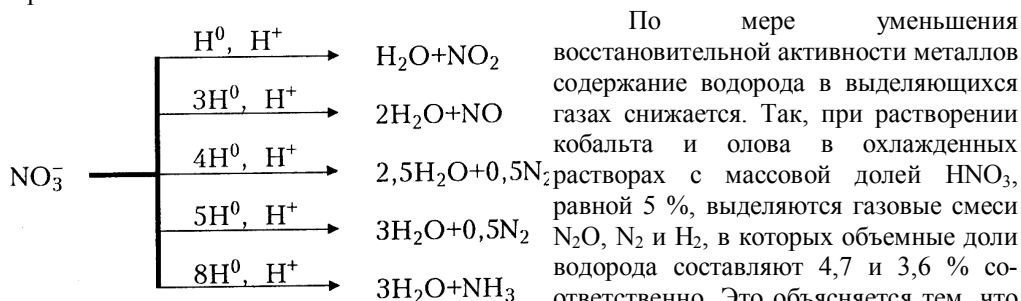 H⁰, H⁺
H₂O+NO₂
3H⁰, H⁺
2H₂O+NO
4H⁰, H⁺
NO₃⁻
2,5H₂O+0,5N₂
5H⁰, H⁺
3H₂O+0,5N₂
8H⁰, H⁺
3H₂O+NH₃
По мере уменьшения
восстановительной активности металлов
содержание водорода в выделяющихся
газах снижается. Так, при растворении
кобальта и олова в охлажденных
растворах с массовой долей HNO₃,
равной 5 %, выделяются газовые смеси
N₂O, N₂ и H₂, в которых объемные доли
водорода составляют 4,7 и 3,6 % со-
ответственно. Это объясняется тем, что